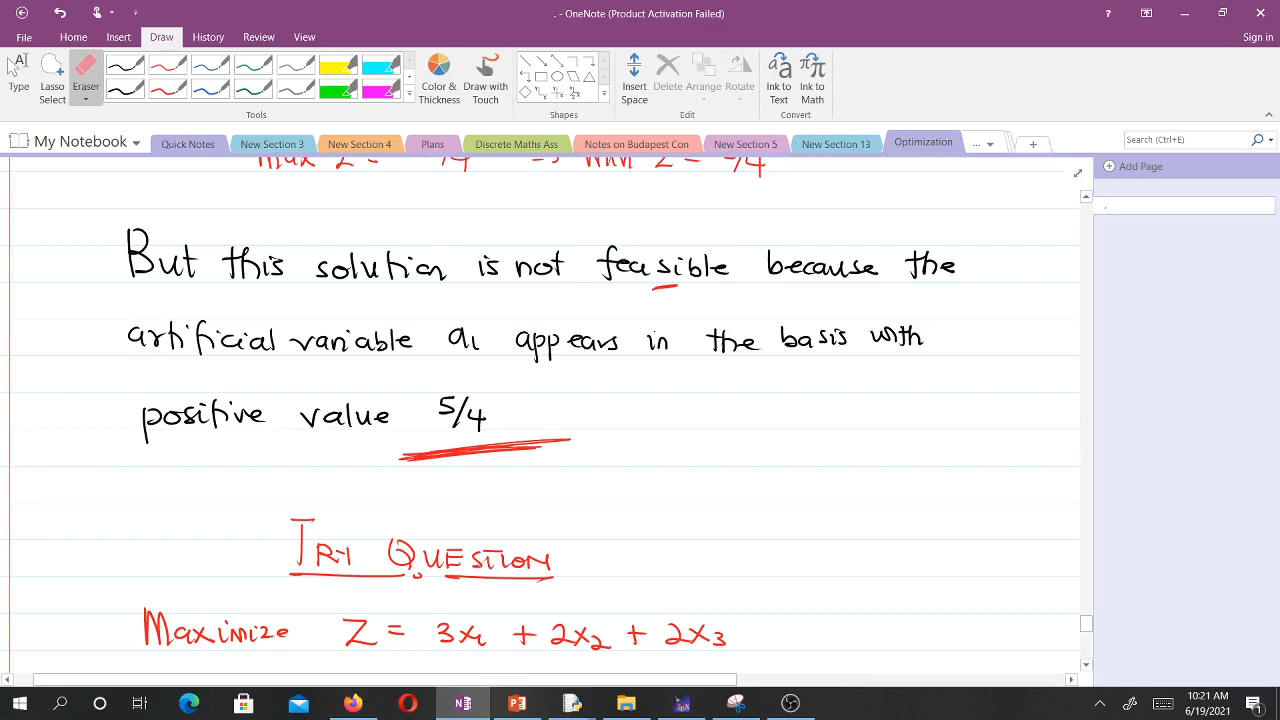 . - OneNote (Product Activation Failed)
File Home Insert Draw History Review View Sign in
Type Lasso Select Eraser Color & Thickness Draw with Touch Insert Space Delete Arrange Rotate Ink to Text Ink to Math
Tools Shapes Edit Convert
My Notebook Quick Notes New Section 3 New Section 4 Plans Discrete Maths Ass Notes on Budapest Con New Section 5 New Section 13 Optimization ... Search (Ctrl+E)
Add Page
.
But this solution is not feasible because the
artificial variable a1 appears in the basis with
positive value 5/4
TRY QUESTION
Maximize Z = 3x1 + 2x2 + 2x3
10:21 AM
6/19/2021